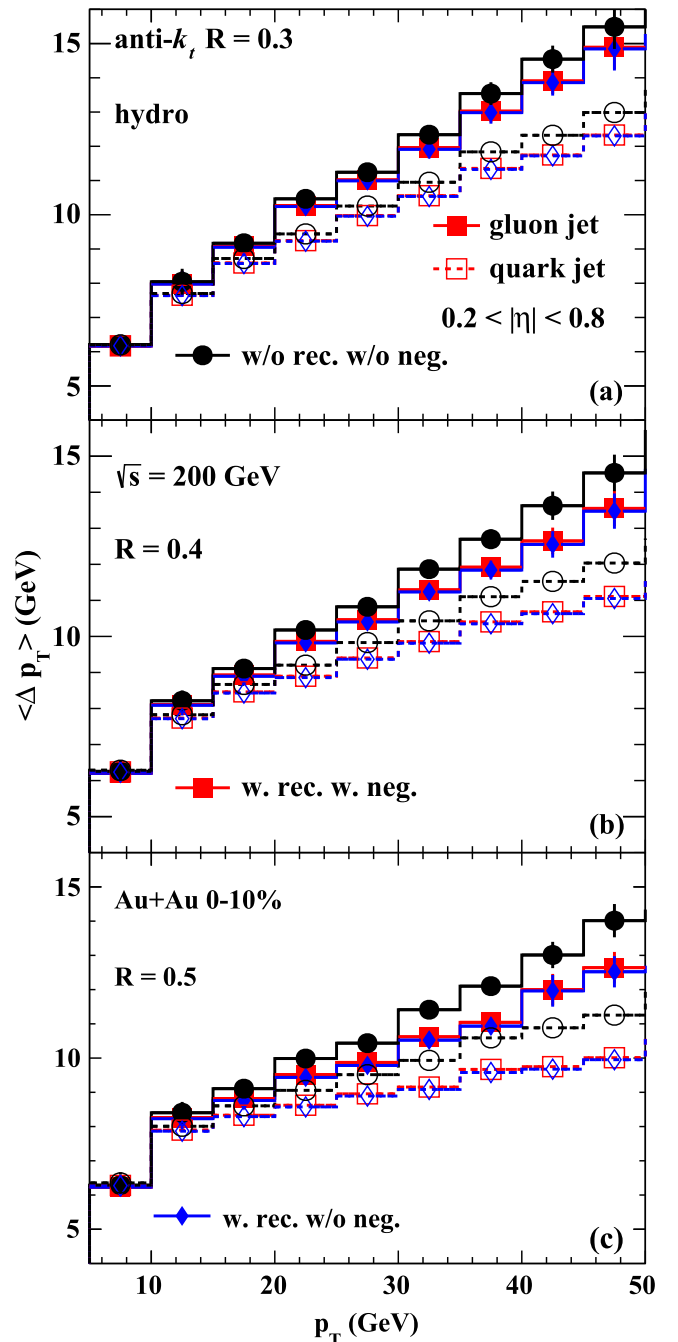 15
anti-k_t R = 0.3
hydro
10
gluon jet
quark jet
0.2 < |η| < 0.8
w/o rec. w/o neg.
5
(a)
15
√s = 200 GeV
R = 0.4
10
<Δ p_T > (GeV)
w. rec. w. neg.
5
(b)
15
Au+Au 0-10%
R = 0.5
10
w. rec. w/o neg.
5
(c)
10 20 30 40 50
p_T (GeV)